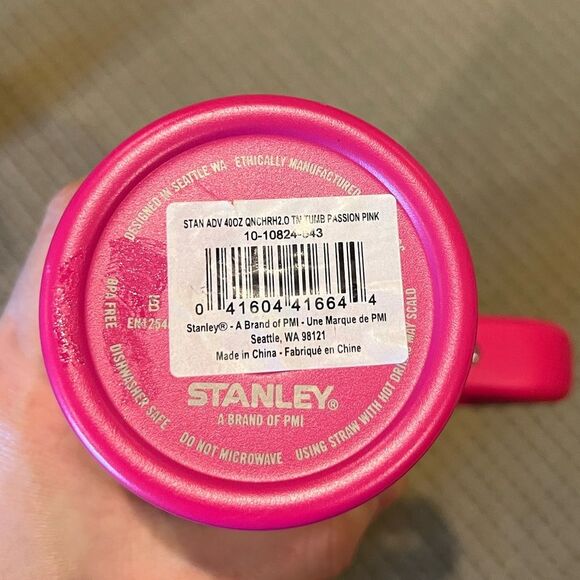 DESIGNED IN SEATTLE WA
ETHICALLY MANUFACTURED
STAN ADV 40OZ QNCHRH2.0 TM TUMB PASSION PINK
10-10824-543
0 41604 41664 4
Stanley® - A Brand of PMI - Une Marque de PMI
Seattle, WA 98121
Made in China - Fabriqué en Chine
BPA FREE
DISHWASHER SAFE
DO NOT MICROWAVE
USING STRAW WITH HOT MAY SCALD
STANLEY®
A BRAND OF PMI